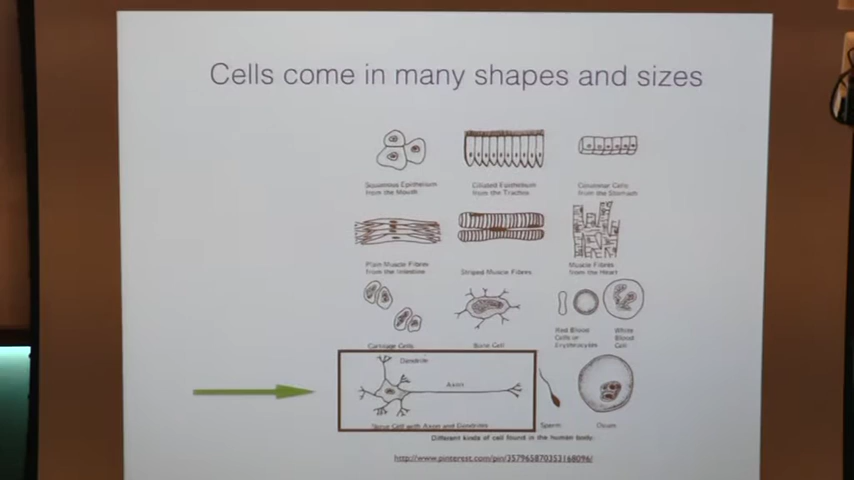 Cells come in many shapes and sizes
Squamous Epithelium
from the Mouth
Ciliated Epithelium
from the Trachea
Columnar Cells
from the Stomach
Plain Muscle Fibres
from the Intestine
Striped Muscle Fibres
Muscle Fibres
from the Heart
Cartilage Cells
Bone Cell
Red Blood
Cells or
Erythrocytes
White
Blood
Cell
Dendrite
Axon
Nerve Cell with Axon and Dendrites
Sperm
Ovum
Different kinds of cell found in the human body.
http://www.pinterest.com/pin/357965870353168096/